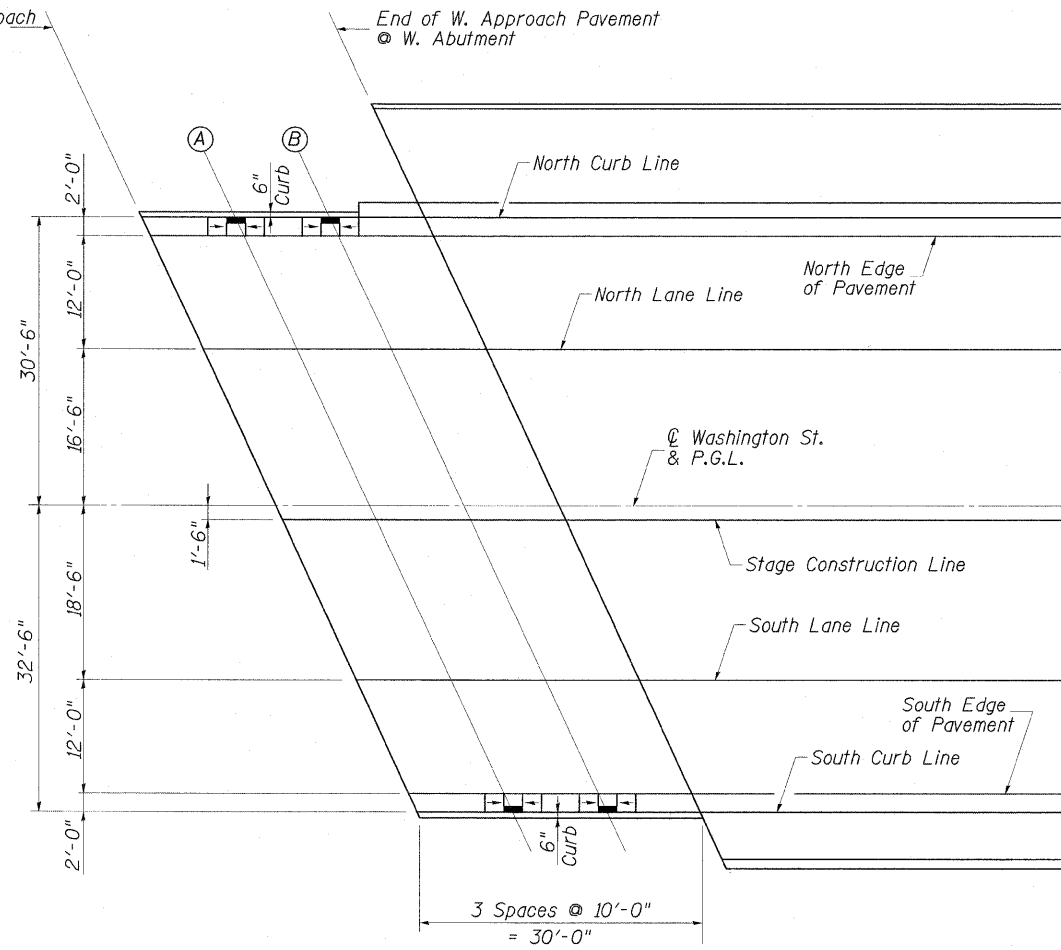 oach
End of W. Approach Pavement
@ W. Abutment
A
B
6"
Curb
North Curb Line
2'-0"
North Edge
of Pavement
12'-0"
North Lane Line
30'-6"
16'-6"
℄ Washington St.
& P.G.L.
1'-6"
Stage Construction Line
18'-6"
South Lane Line
32'-6"
12'-0"
South Edge
of Pavement
South Curb Line
2'-0"
6"
Curb
3 Spaces @ 10'-0"
= 30'-0"